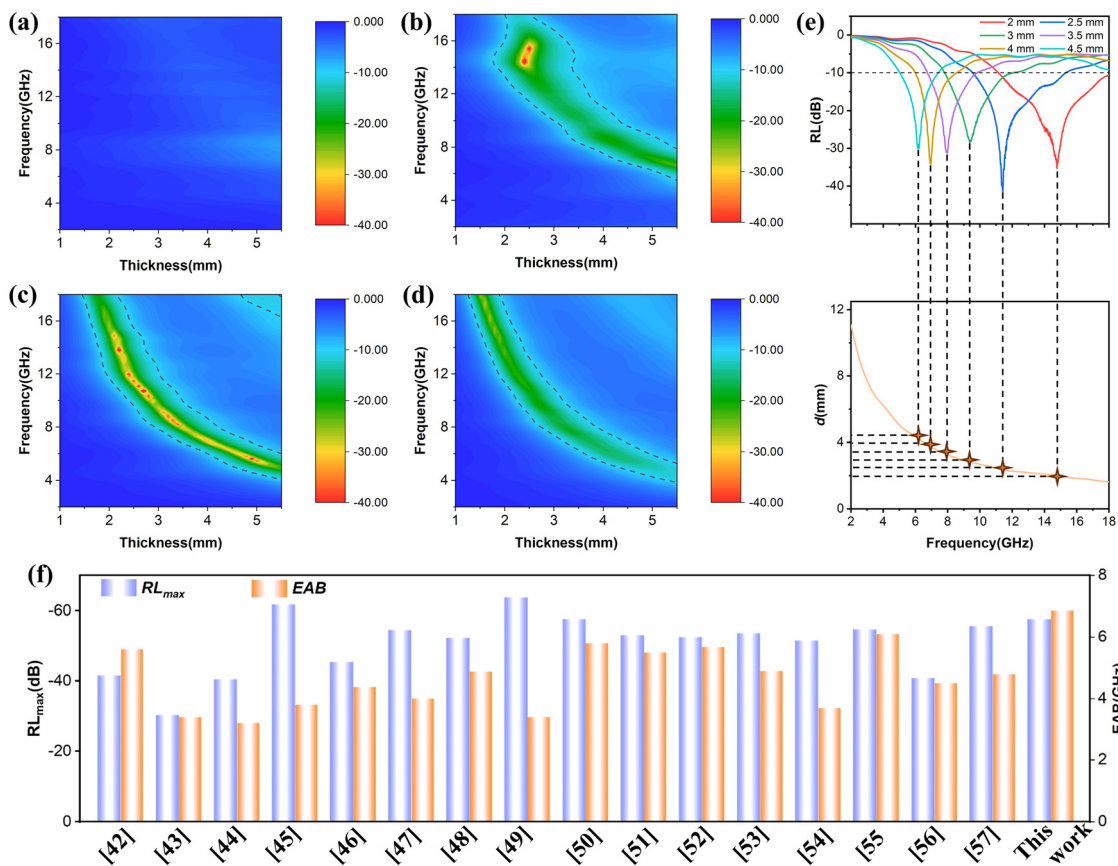 (a)
16
12
8
4
Frequency(GHz)
1 2 3 4 5
Thickness(mm)
0.000
-10.00
-20.00
-30.00
-40.00
(b)
16
12
8
4
Frequency(GHz)
1 2 3 4 5
Thickness(mm)
0.000
-10.00
-20.00
-30.00
-40.00
(e)
2 mm 2.5 mm
3 mm 3.5 mm
4 mm 4.5 mm
0
-10
-20
-30
-40
RL(dB)
(c)
16
12
8
4
Frequency(GHz)
1 2 3 4 5
Thickness(mm)
0.000
-10.00
-20.00
-30.00
-40.00
(d)
16
12
8
4
Frequency(GHz)
1 2 3 4 5
Thickness(mm)
0.000
-10.00
-20.00
-30.00
-40.00
12
8
4
0
d(mm)
2 4 6 8 10 12 14 16 18
Frequency(GHz)
(f)
RLmax EAB
-60
-40
-20
0
RLmax(dB)
8
6
4
2
0
EAB(GHz)
[42] [43] [44] [45] [46] [47] [48] [49] [50] [51] [52] [53] [54] [55 [56] [57] This work